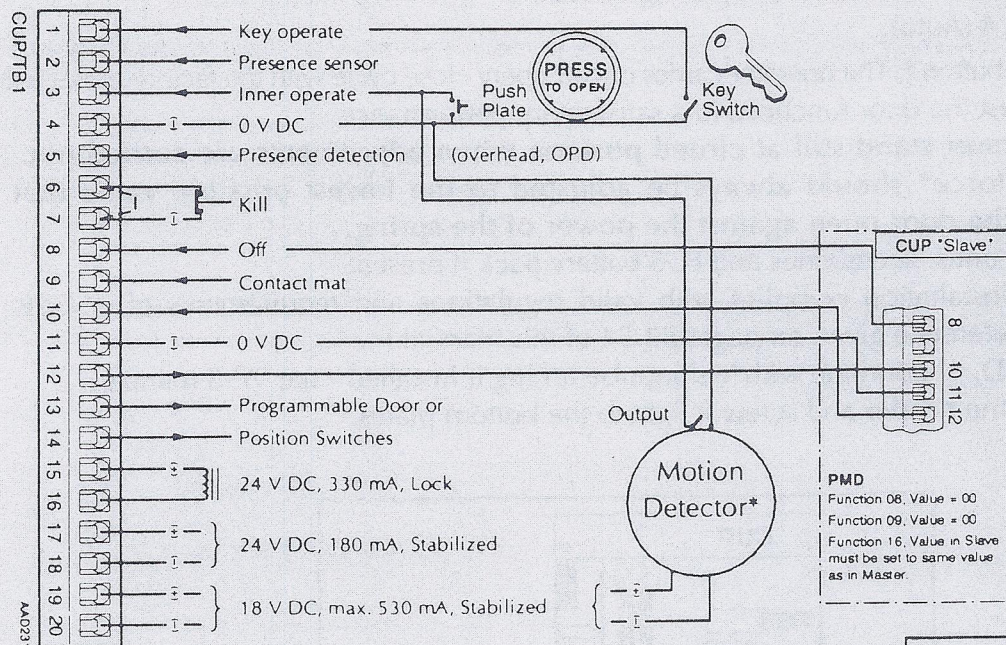 CUP/TB1
1 Key operate
2 Presence sensor
3 Inner operate
4 0 V DC
5 Presence detection (overhead, OPD)
6
Kill
7
8 Off
9 Contact mat
10
11 0 V DC
12
13 Programmable Door or
14 Position Switches
15
24 V DC, 330 mA, Lock
16
17
24 V DC, 180 mA, Stabilized
18
19
18 V DC, max. 530 mA, Stabilized
20
Push
Plate
PRESS
TO OPEN
Key
Switch
Output
Motion
Detector*
CUP "Slave"
8
10
11
12
PMD
Function 08, Value = 00
Function 09, Value = 00
Function 16, Value in Slave
must be set to same value
as in Master.